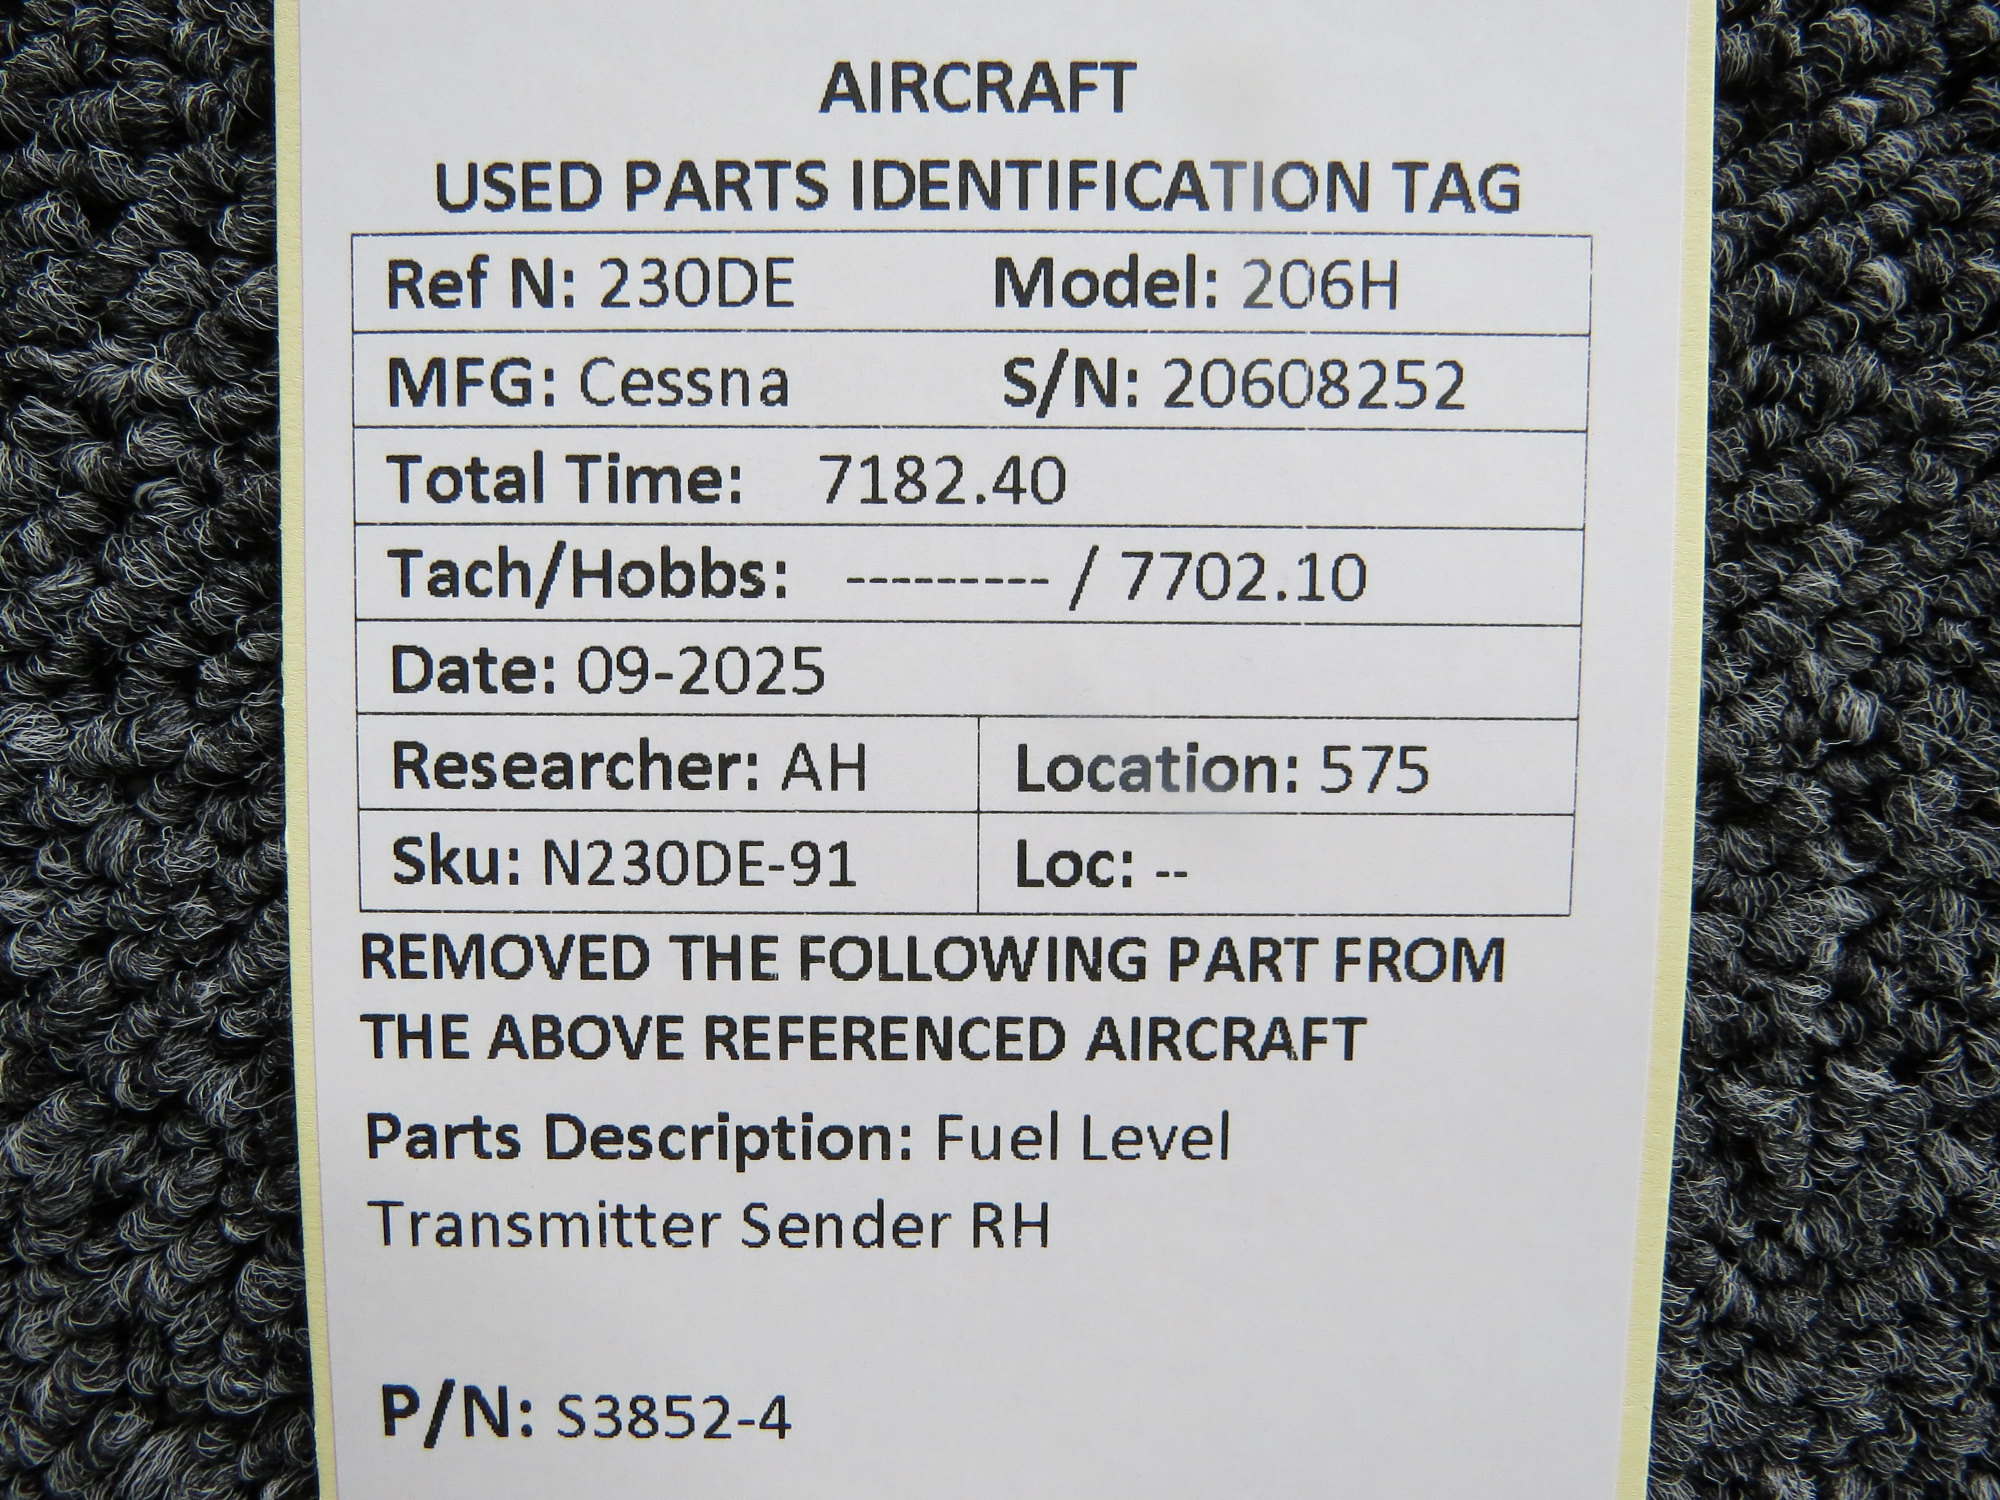 AIRCRAFT
USED PARTS IDENTIFICATION TAG
Ref N: 230DE Model: 206H
MFG: Cessna S/N: 20608252
Total Time: 7182.40
Tach/Hobbs: --------- / 7702.10
Date: 09-2025
Researcher: AH Location: 575
Sku: N230DE-91 Loc: --
REMOVED THE FOLLOWING PART FROM
THE ABOVE REFERENCED AIRCRAFT
Parts Description: Fuel Level
Transmitter Sender RH
P/N: S3852-4